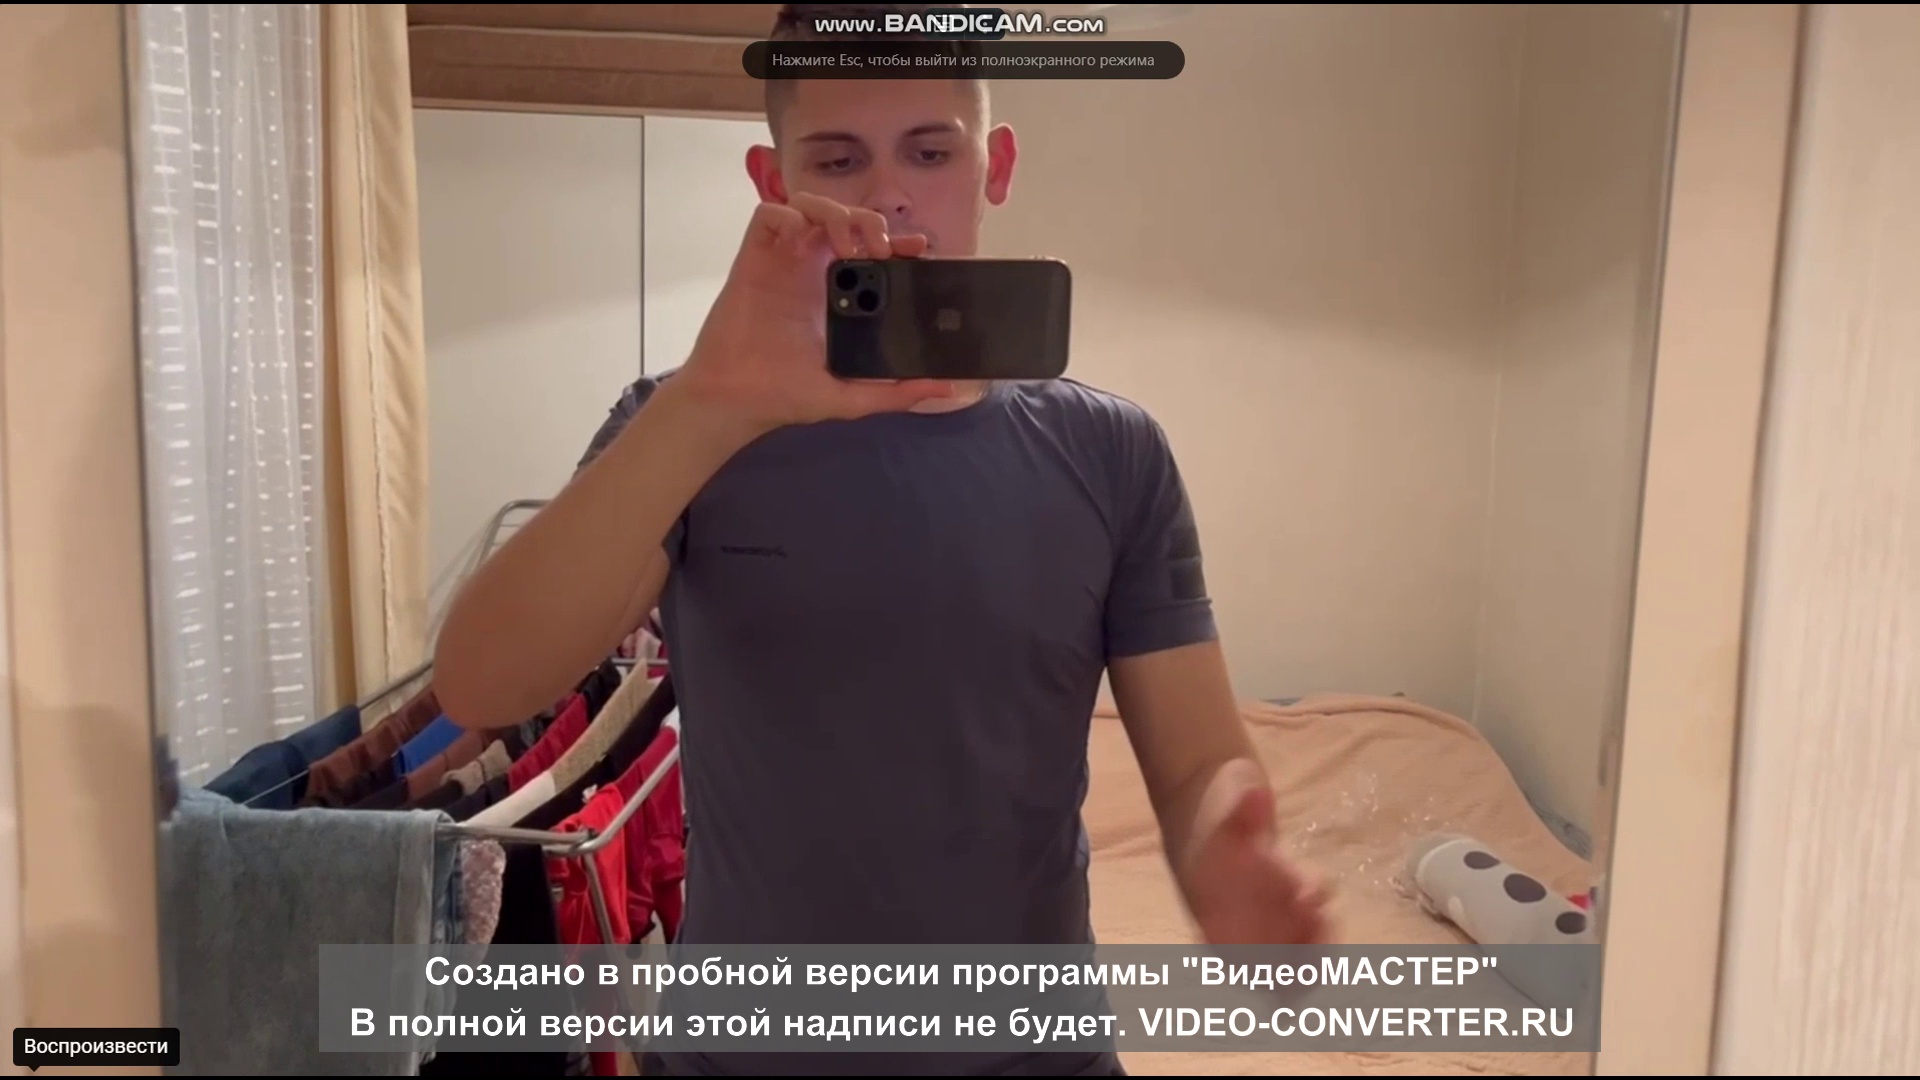 www.BANDICAM.com
Нажмите Esc, чтобы выйти из полноэкранного режима
Создано в пробной версии программы "ВидеоМАСТЕР"
В полной версии этой надписи не будет. VIDEO-CONVERTER.RU
Воспроизвести